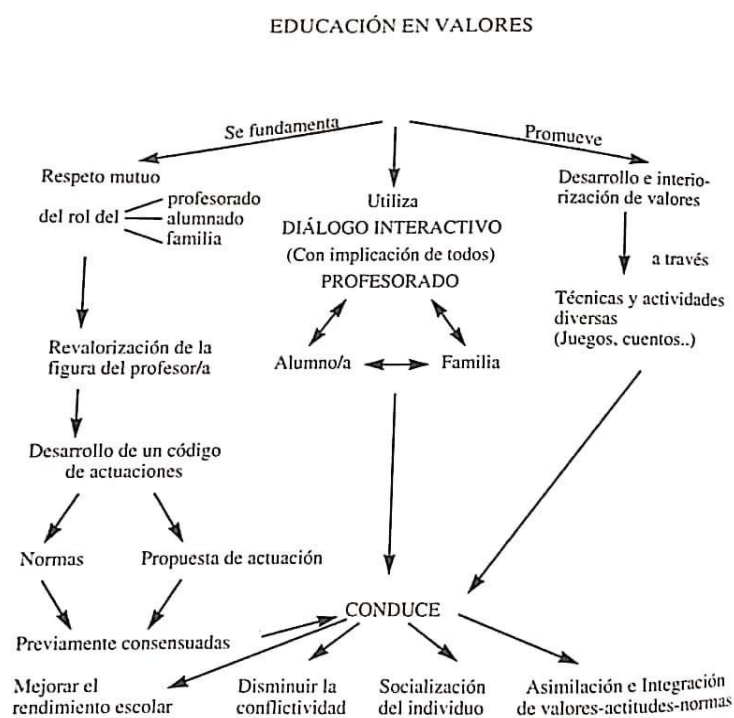 EDUCACIÓN EN VALORES
Se fundamenta
Promueve
Respeto mutuo
del rol del
profesorado
alumnado
familia
Utiliza
DIÁLOGO INTERACTIVO
(Con implicación de todos)
PROFESORADO
Alumno/a
Familia
Desarrollo e interio-
rización de valores
a través
Técnicas y actividades
diversas
(Juegos, cuentos..)
Revalorización de la
figura del profesor/a
Desarrollo de un código
de actuaciones
Normas
Propuesta de actuación
Previamente consensuadas
CONDUCE
Mejorar el
rendimiento escolar
Disminuir la
conflictividad
Socialización
del individuo
Asimilación e Integración
de valores-actitudes-normas